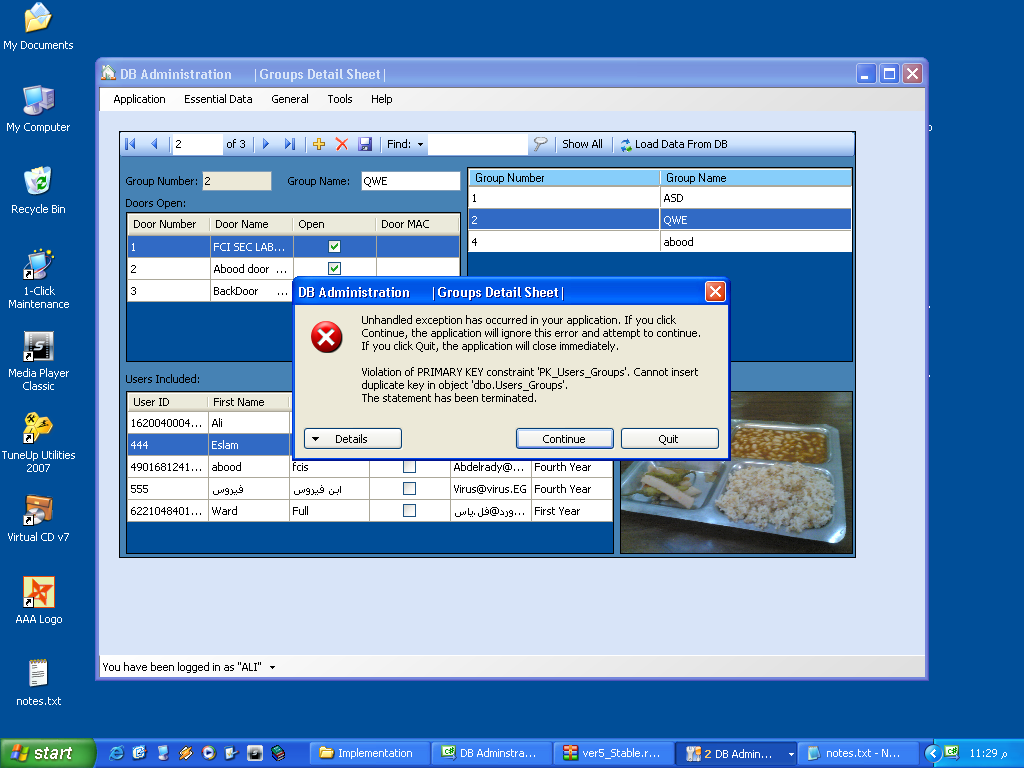 My Documents
My Computer
Recycle Bin
1-Click
Maintenance
Media Player
Classic
TuneUp Utilities
2007
Virtual CD v7
AAA Logo
notes.txt
DB Administration |Groups Detail Sheet|
Application Essential Data General Tools Help
2 of 3 Find: Show All Load Data From DB
Group Number: 2 Group Name: QWE
Doors Open:
Door Number Door Name Open Door MAC
1 FCI SEC LAB...
2 Abood door ...
3 BackDoor ...
Group Number Group Name
1 ASD
2 QWE
4 abood
DB Administration |Groups Detail Sheet|
Unhandled exception has occurred in your application. If you click
Continue, the application will ignore this error and attempt to continue.
If you click Quit, the application will close immediately.
Violation of PRIMARY KEY constraint 'PK_Users_Groups'. Cannot insert
duplicate key in object 'dbo.Users_Groups'.
The statement has been terminated.
Details Continue Quit
Users Included:
User ID First Name
1620040004... Ali
444 Eslam
4901681241... abood fcis Abdelrady@... Fourth Year
555 فيروس ابن فيروس Virus@virus.EG Fourth Year
6221048401... Ward Full ورد@فل.ياس... First Year
You have been logged in as "ALI"
start Implementation DB Adminstra... ver5_Stable.r... 2 DB Admin... notes.txt - N... 11:29 م